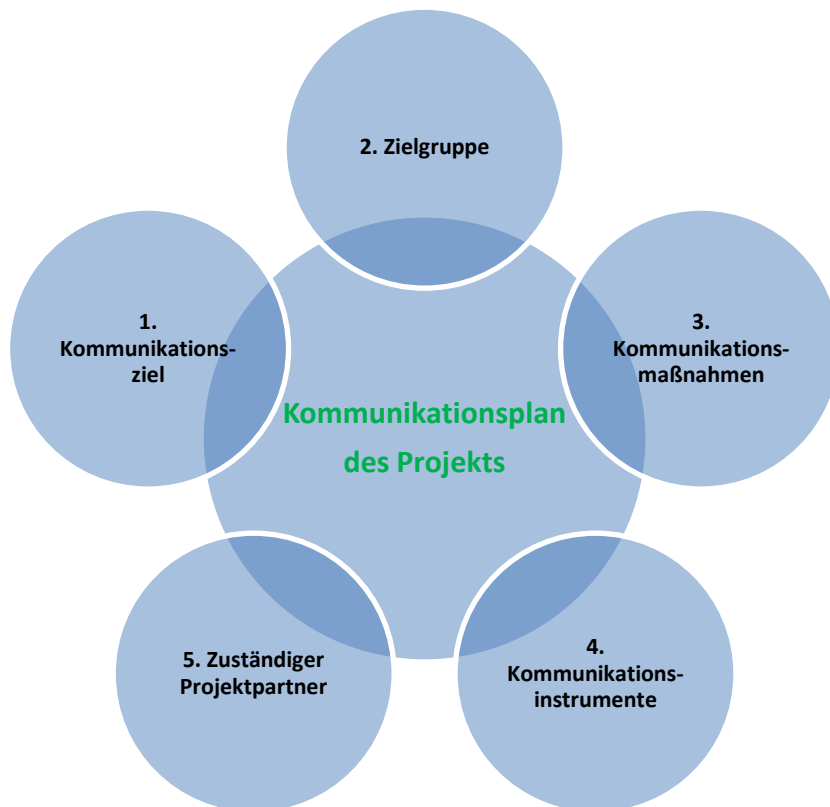 2. Zielgruppe
1.
Kommunikations-
ziel
3.
Kommunikations-
maßnahmen
Kommunikationsplan
des Projekts
5. Zuständiger
Projektpartner
4.
Kommunikations-
instrumente